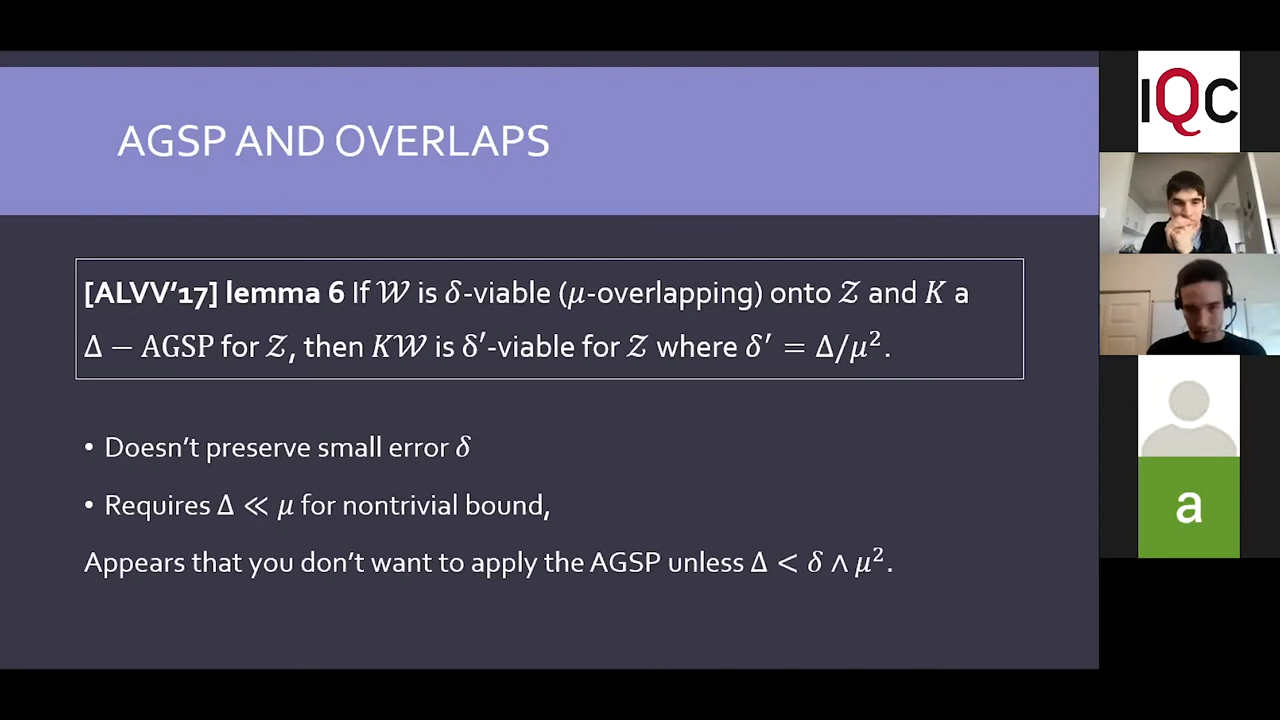 AGSP AND OVERLAPS
[ALVV'17] lemma 6 If 𝒲 is δ-viable (μ-overlapping) onto 𝒵 and K a
Δ − AGSP for 𝒵, then K𝒲 is δ′-viable for 𝒵 where δ′ = Δ/μ².
• Doesn't preserve small error δ
• Requires Δ ≪ μ for nontrivial bound,
Appears that you don't want to apply the AGSP unless Δ < δ ∧ μ².
IQC
a